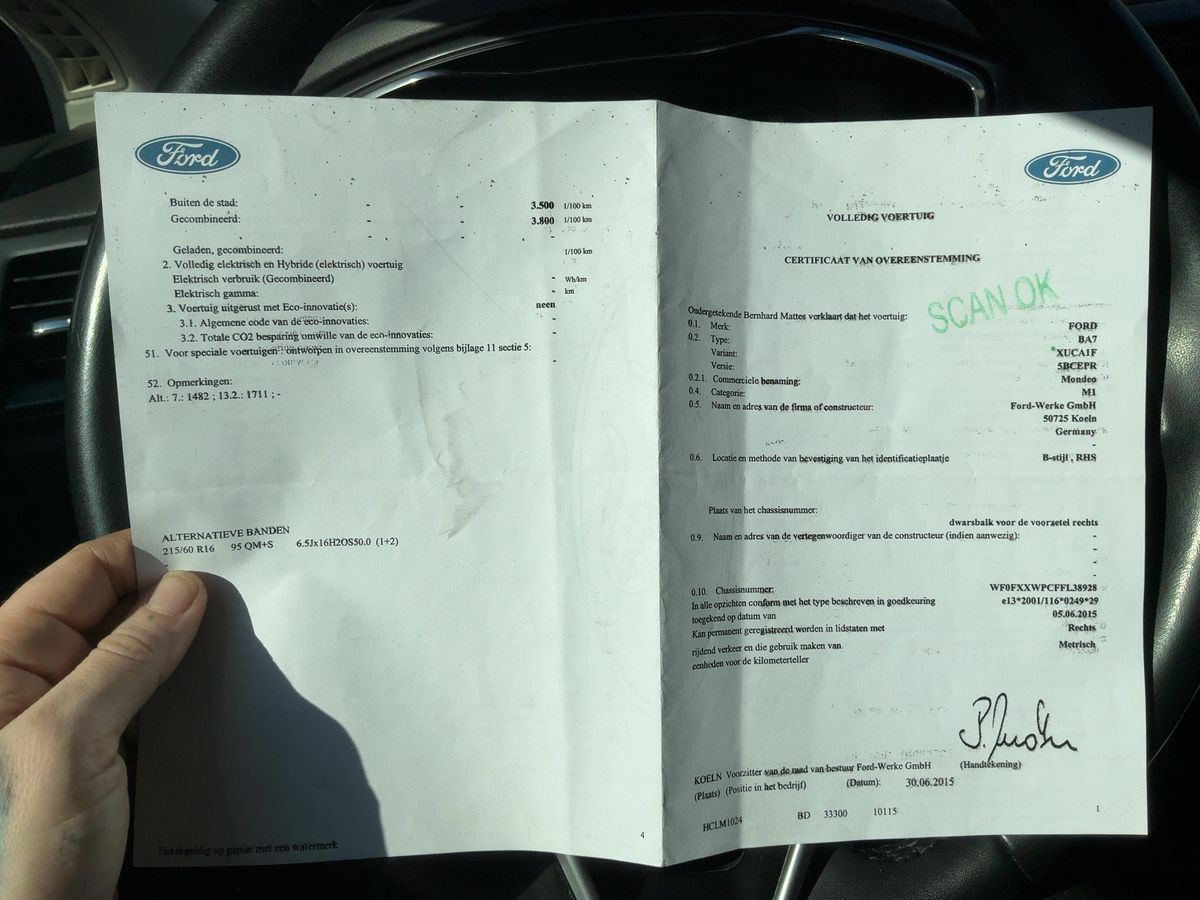 Ford
Buiten de stad: - - 3.500 l/100 km
Gecombineerd: - - 3.800 l/100 km
- - -
Geladen, gecombineerd: l/100 km
2. Volledig elektrisch en Hybride (elektrisch) voertuig
Elektrisch verbruik (Gecombineerd) - Wh/km
Elektrisch gamma: - km
3. Voertuig uitgerust met Eco-innovatie(s): neen
3.1. Algemene code van de eco-innovaties: -
3.2. Totale CO2 besparing omwille van de eco-innovaties: -
51. Voor speciale voertuigen : ontworpen in overeenstemming volgens bijlage 11 sectie 5:
-
52. Opmerkingen:
Alt.: 7.: 1482 ; 13.2.: 1711 ; -
ALTERNATIEVE BANDEN
215/60 R16 95 QM+S 6.5Jx16H2OS50.0 (1+2)
4
papier met een watermerk
Ford
VOLLEDIG VOERTUIG
CERTIFICAAT VAN OVEREENSTEMMING
SCAN OK
Ondergetekende Bernhard Mattes verklaart dat het voertuig:
0.1. Merk: FORD
0.2. Type: BA7
Variant: *XUCA1F
Versie: 5BCEPR
0.2.1. Commerciele benaming: Mondeo
0.4. Categorie: M1
0.5. Naam en adres van de firma of constructeur: Ford-Werke GmbH
50725 Koeln
Germany
-
0.6. Locatie en methode van bevestiging van het identificatieplaatje B-stijl , RHS
Plaats van het chassisnummer:
dwarsbalk voor de voorzetel rechts
0.9. Naam en adres van de vertegenwoordiger van de constructeur (indien aanwezig): -
-
-
-
0.10. Chassisnummer: WF0FXXWPCFFL38928
In alle opzichten conform met het type beschreven in goedkeuring e13*2001/116*0249*29
toegekend op datum van 05.06.2015
Kan permanent geregistreerd worden in lidstaten met Rechts
rijdend verkeer en die gebruik maken van Metrisch
eenheden voor de kilometerteller
KOELN Voorzitter van de raad van bestuur Ford-Werke GmbH (Handtekening)
(Plaats) (Positie in het bedrijf) (Datum): 30.06.2015
HCLM1024 BD 33300 10115 1